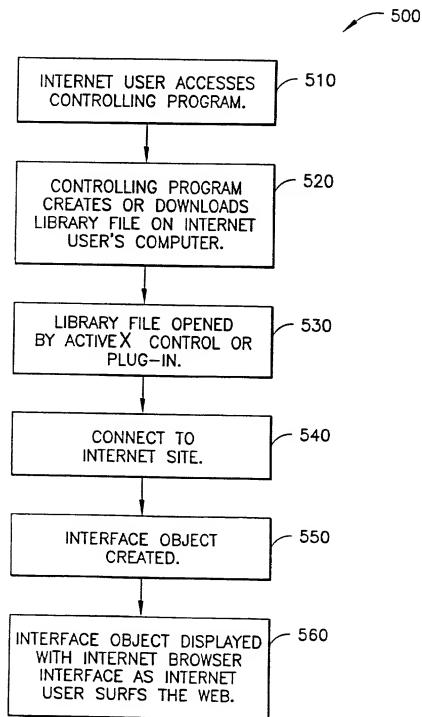 500
INTERNET USER ACCESSES
CONTROLLING PROGRAM.
510
CONTROLLING PROGRAM
CREATES OR DOWNLOADS
LIBRARY FILE ON INTERNET
USER'S COMPUTER.
520
LIBRARY FILE OPENED
BY ACTIVEX CONTROL OR
PLUG-IN.
530
CONNECT TO
INTERNET SITE.
540
INTERFACE OBJECT
CREATED.
550
INTERFACE OBJECT DISPLAYED
WITH INTERNET BROWSER
INTERFACE AS INTERNET
USER SURFS THE WEB.
560